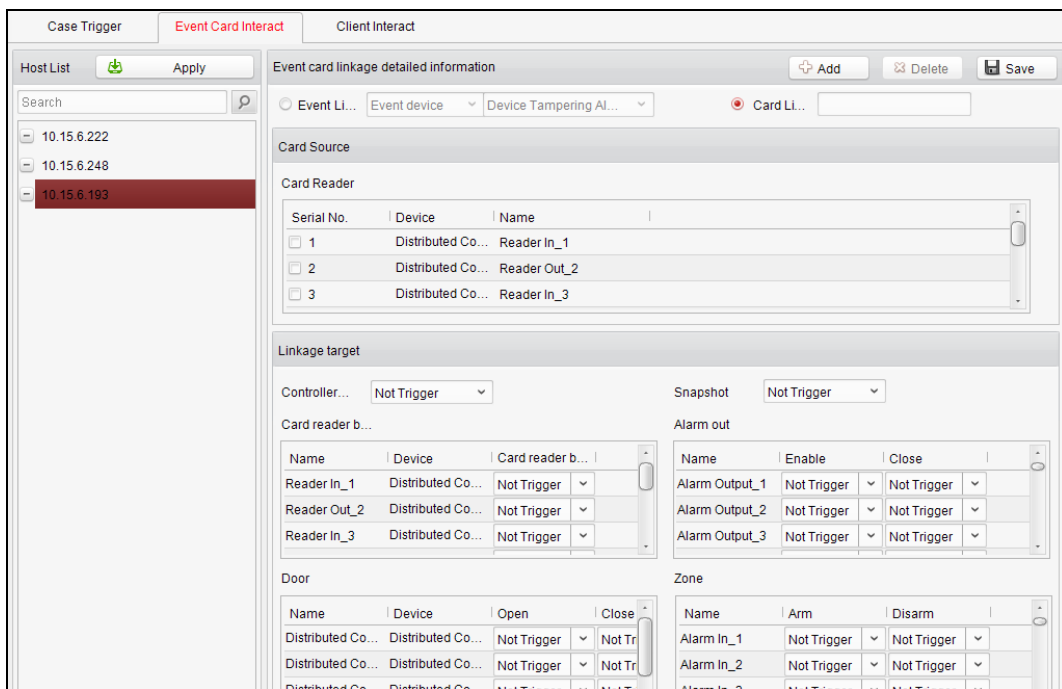 Case Trigger Event Card Interact Client Interact
Host List Apply
Search
10.15.6.222
10.15.6.248
10.15.6.193
Event card linkage detailed information Add Delete Save
Event Li... Event device Device Tampering Al... Card Li...
Card Source
Card Reader
Serial No. Device Name
1 Distributed Co... Reader In_1
2 Distributed Co... Reader Out_2
3 Distributed Co... Reader In_3
Linkage target
Controller... Not Trigger Snapshot Not Trigger
Card reader b... Alarm out
Name Device Card reader b...
Reader In_1 Distributed Co... Not Trigger
Reader Out_2 Distributed Co... Not Trigger
Reader In_3 Distributed Co... Not Trigger
Name Enable Close
Alarm Output_1 Not Trigger Not Trigger
Alarm Output_2 Not Trigger Not Trigger
Alarm Output_3 Not Trigger Not Trigger
Door Zone
Name Device Open Close
Distributed Co... Distributed Co... Not Trigger Not Tr
Distributed Co... Distributed Co... Not Trigger Not Tr
Name Arm Disarm
Alarm In_1 Not Trigger Not Trigger
Alarm In_2 Not Trigger Not Trigger